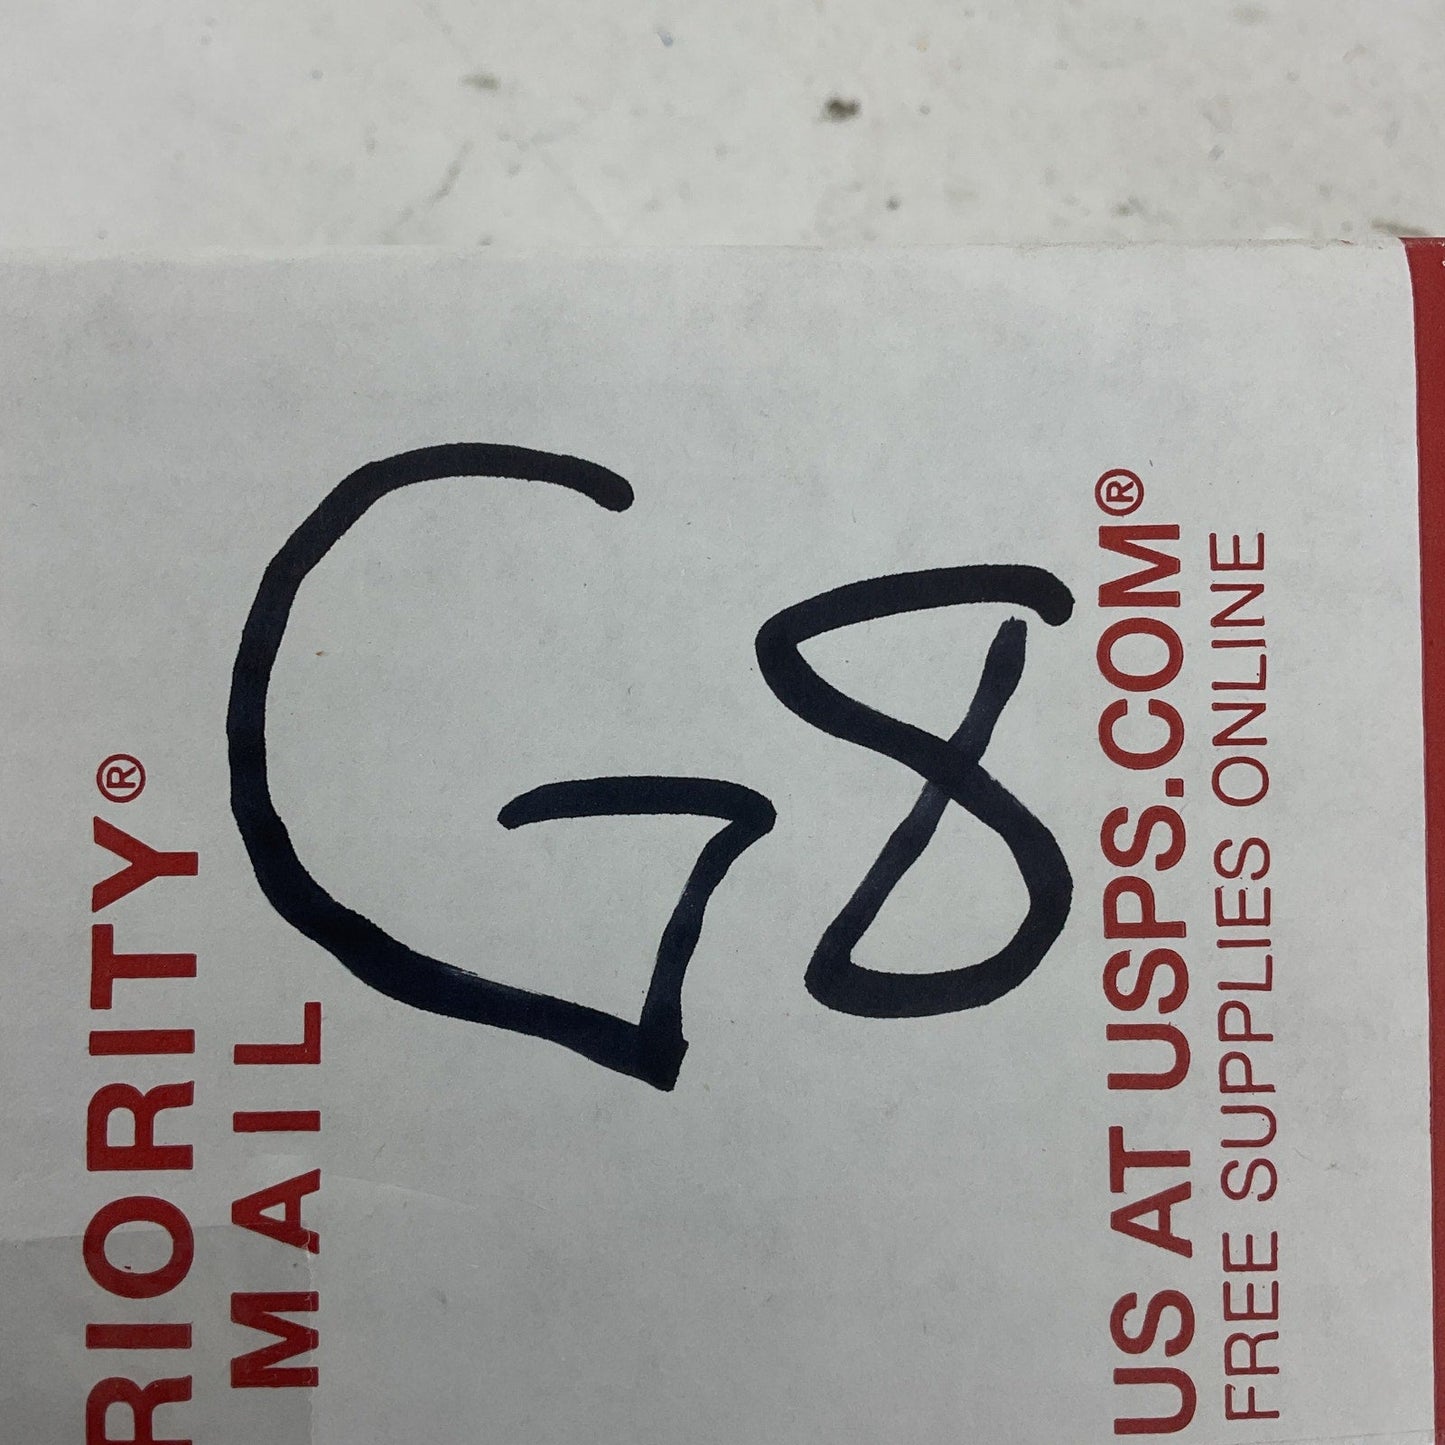 G8
RIORITY®
MAIL
US AT USPS.COM®
FREE SUPPLIES ONLINE